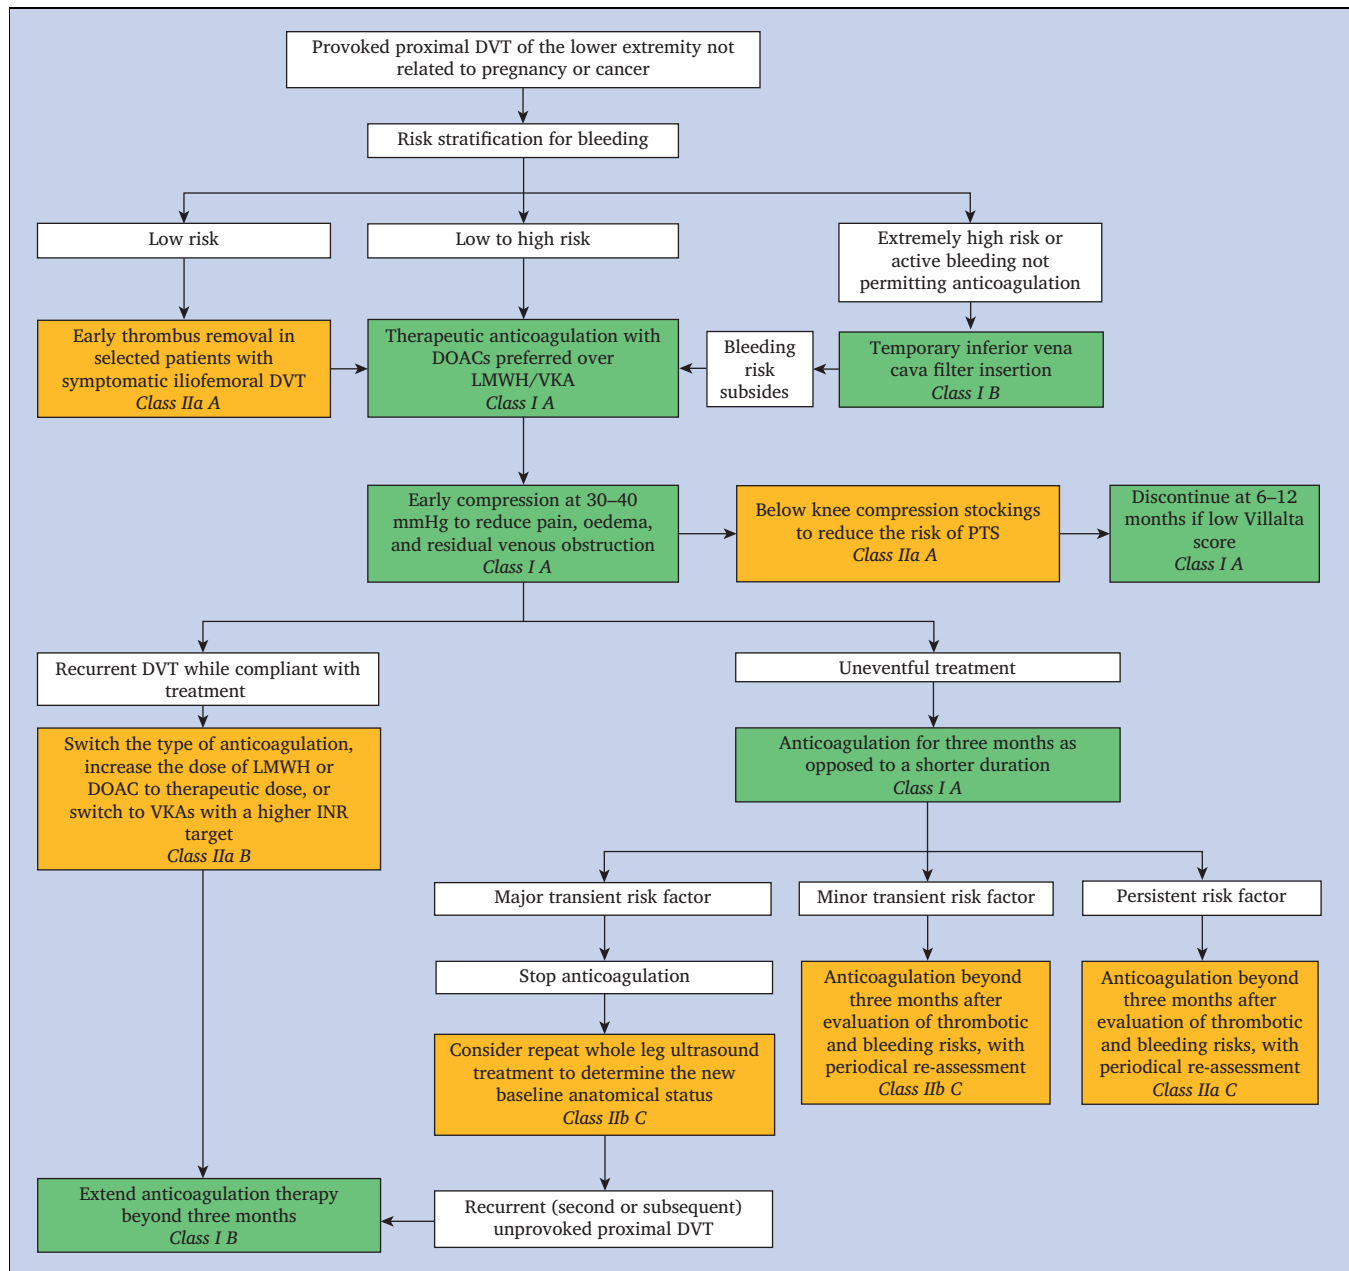 Provoked proximal DVT of the lower extremity not
related to pregnancy or cancer
Risk stratification for bleeding
Low risk
Low to high risk
Extremely high risk or
active bleeding not
permitting anticoagulation
Early thrombus removal in
selected patients with
symptomatic iliofemoral DVT
Class IIa A
Therapeutic anticoagulation with
DOACs preferred over
LMWH/VKA
Class I A
Bleeding
risk
subsides
Temporary inferior vena
cava filter insertion
Class I B
Early compression at 30–40
mmHg to reduce pain, oedema,
and residual venous obstruction
Class I A
Below knee compression stockings
to reduce the risk of PTS
Class IIa A
Discontinue at 6–12
months if low Villalta
score
Class I A
Recurrent DVT while compliant with
treatment
Uneventful treatment
Switch the type of anticoagulation,
increase the dose of LMWH or
DOAC to therapeutic dose, or
switch to VKAs with a higher INR
target
Class IIa B
Anticoagulation for three months as
opposed to a shorter duration
Class I A
Major transient risk factor
Minor transient risk factor
Persistent risk factor
Stop anticoagulation
Anticoagulation beyond
three months after
evaluation of thrombotic
and bleeding risks, with
periodical re-assessment
Class IIb C
Anticoagulation beyond
three months after
evaluation of thrombotic
and bleeding risks, with
periodical re-assessment
Class IIa C
Consider repeat whole leg ultrasound
treatment to determine the new
baseline anatomical status
Class IIb C
Extend anticoagulation therapy
beyond three months
Class I B
Recurrent (second or subsequent)
unprovoked proximal DVT